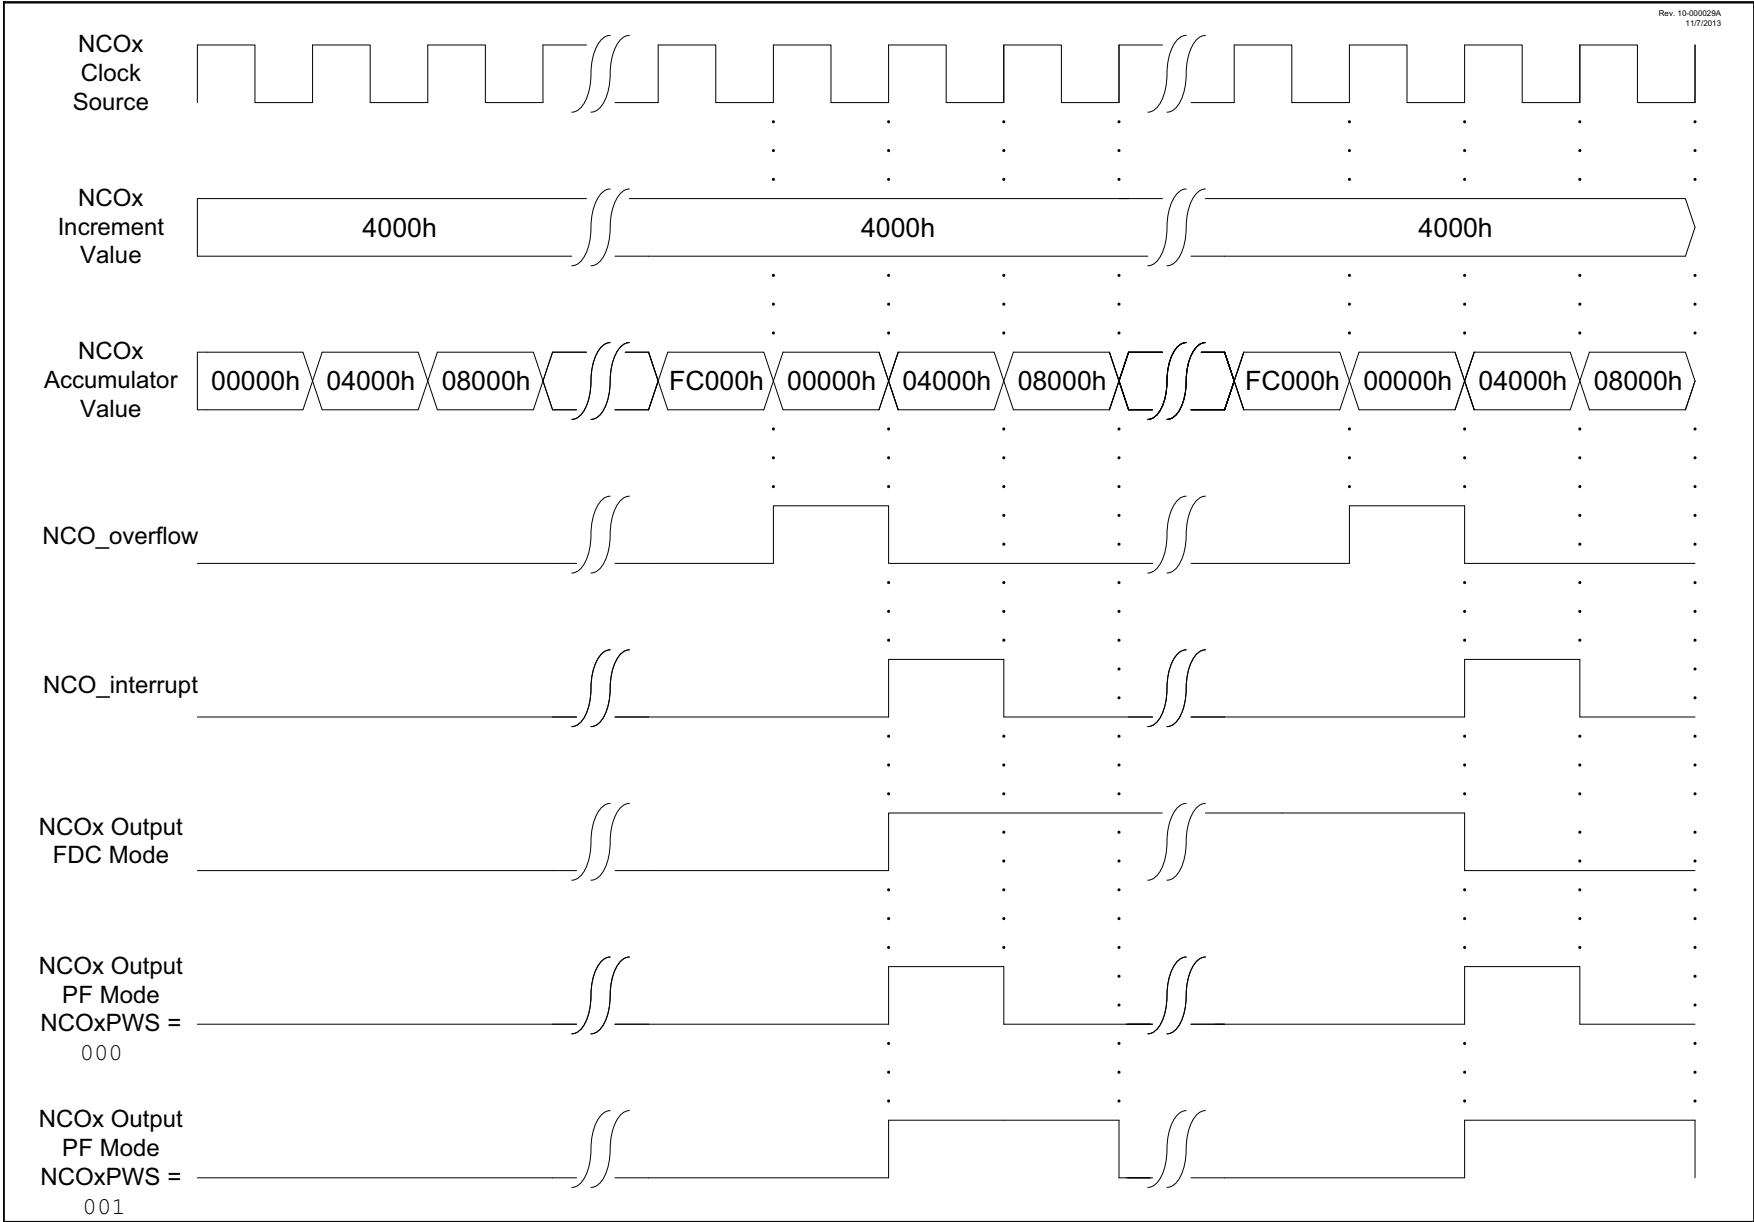 Rev. 10-000029A
11/7/2013
NCOx
Clock
Source
NCOx
Increment
Value
4000h
4000h
4000h
NCOx
Accumulator
Value
00000h
04000h
08000h
FC000h
00000h
04000h
08000h
FC000h
00000h
04000h
08000h
NCO_overflow
NCO_interrupt
NCOx Output
FDC Mode
NCOx Output
PF Mode
NCOxPWS =
000
NCOx Output
PF Mode
NCOxPWS =
001